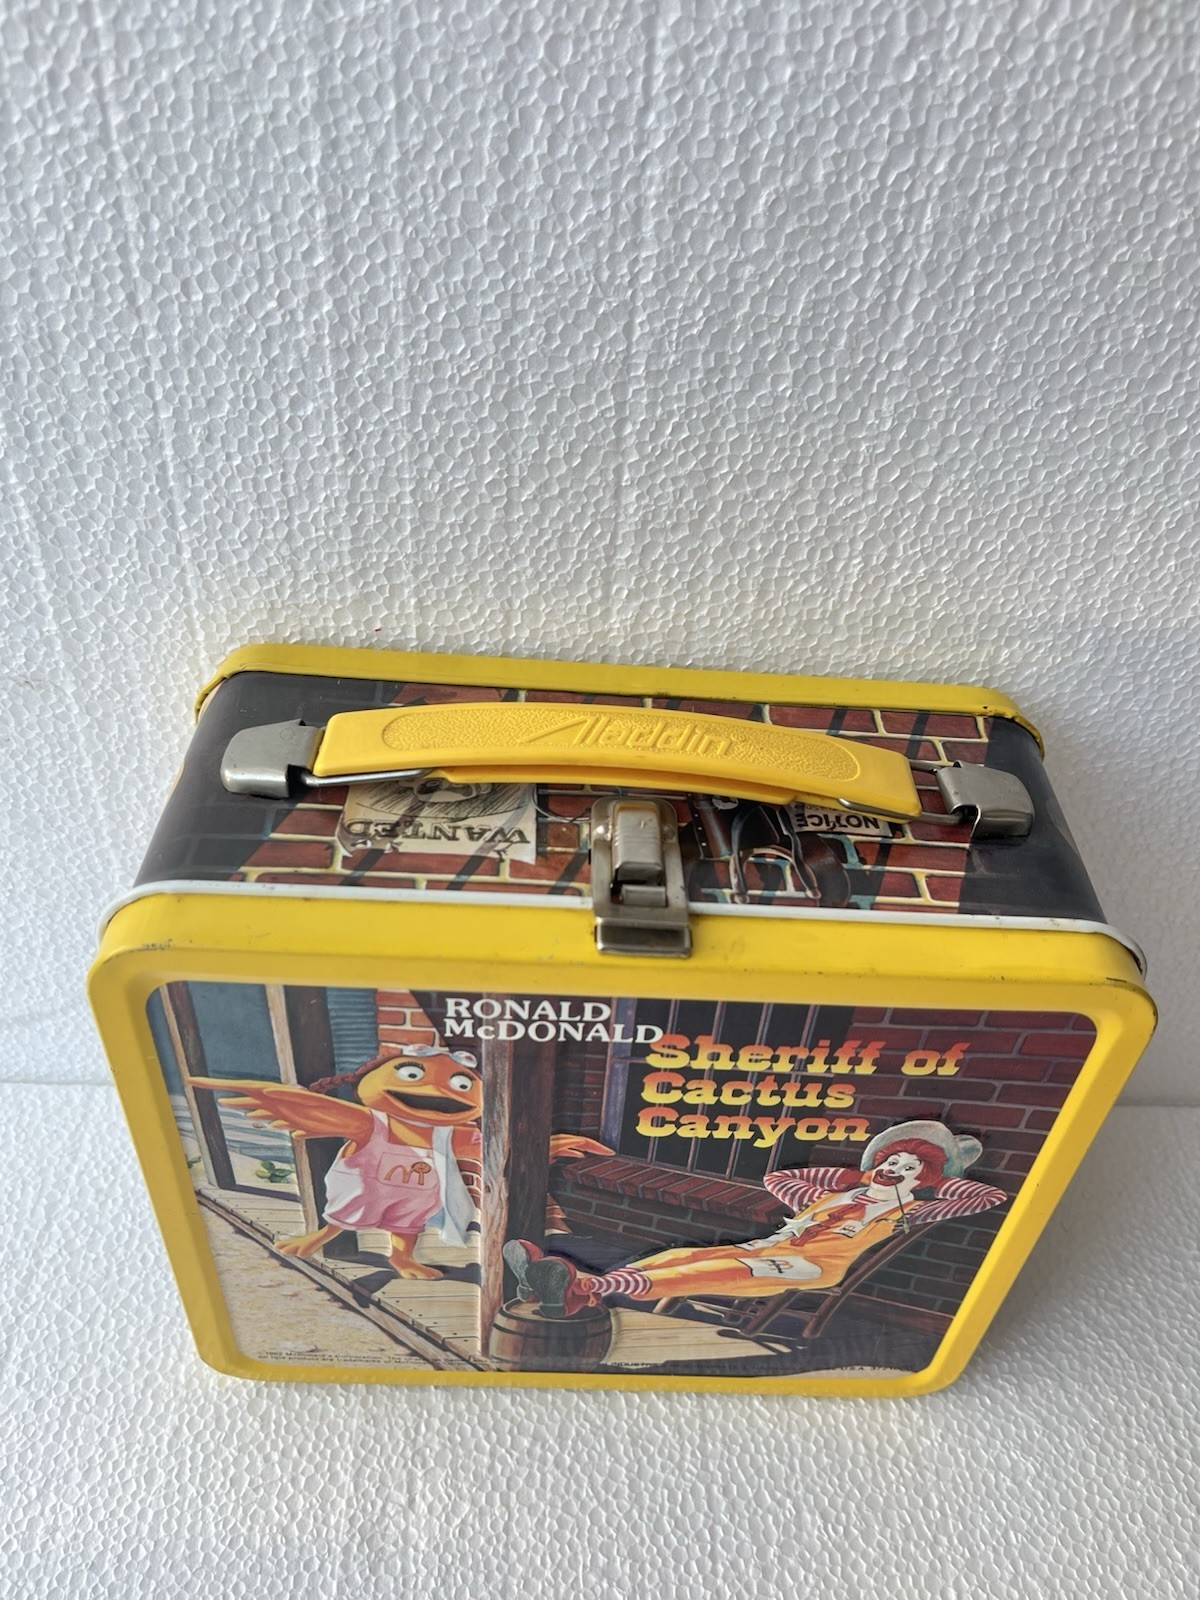 Aladdin
WANTED
NOTICE
RONALD
McDONALD
Sheriff of
Cactus
Canyon